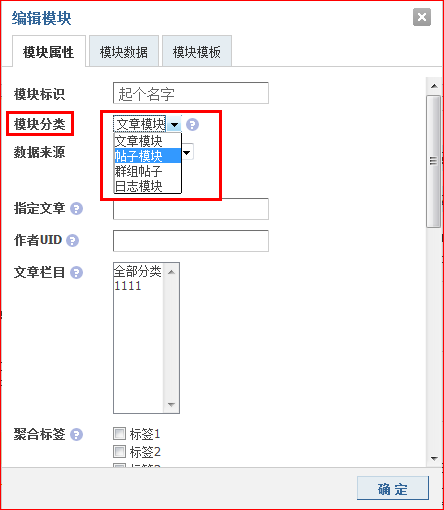 编辑模块
模块属性 模块数据 模块模板
模块标识 起个名字
模块分类 文章模块
文章模块
帖子模块
群组帖子
日志模块
数据来源
指定文章
作者UID
文章栏目
全部分类
1111
聚合标签 标签1
标签2
确 定